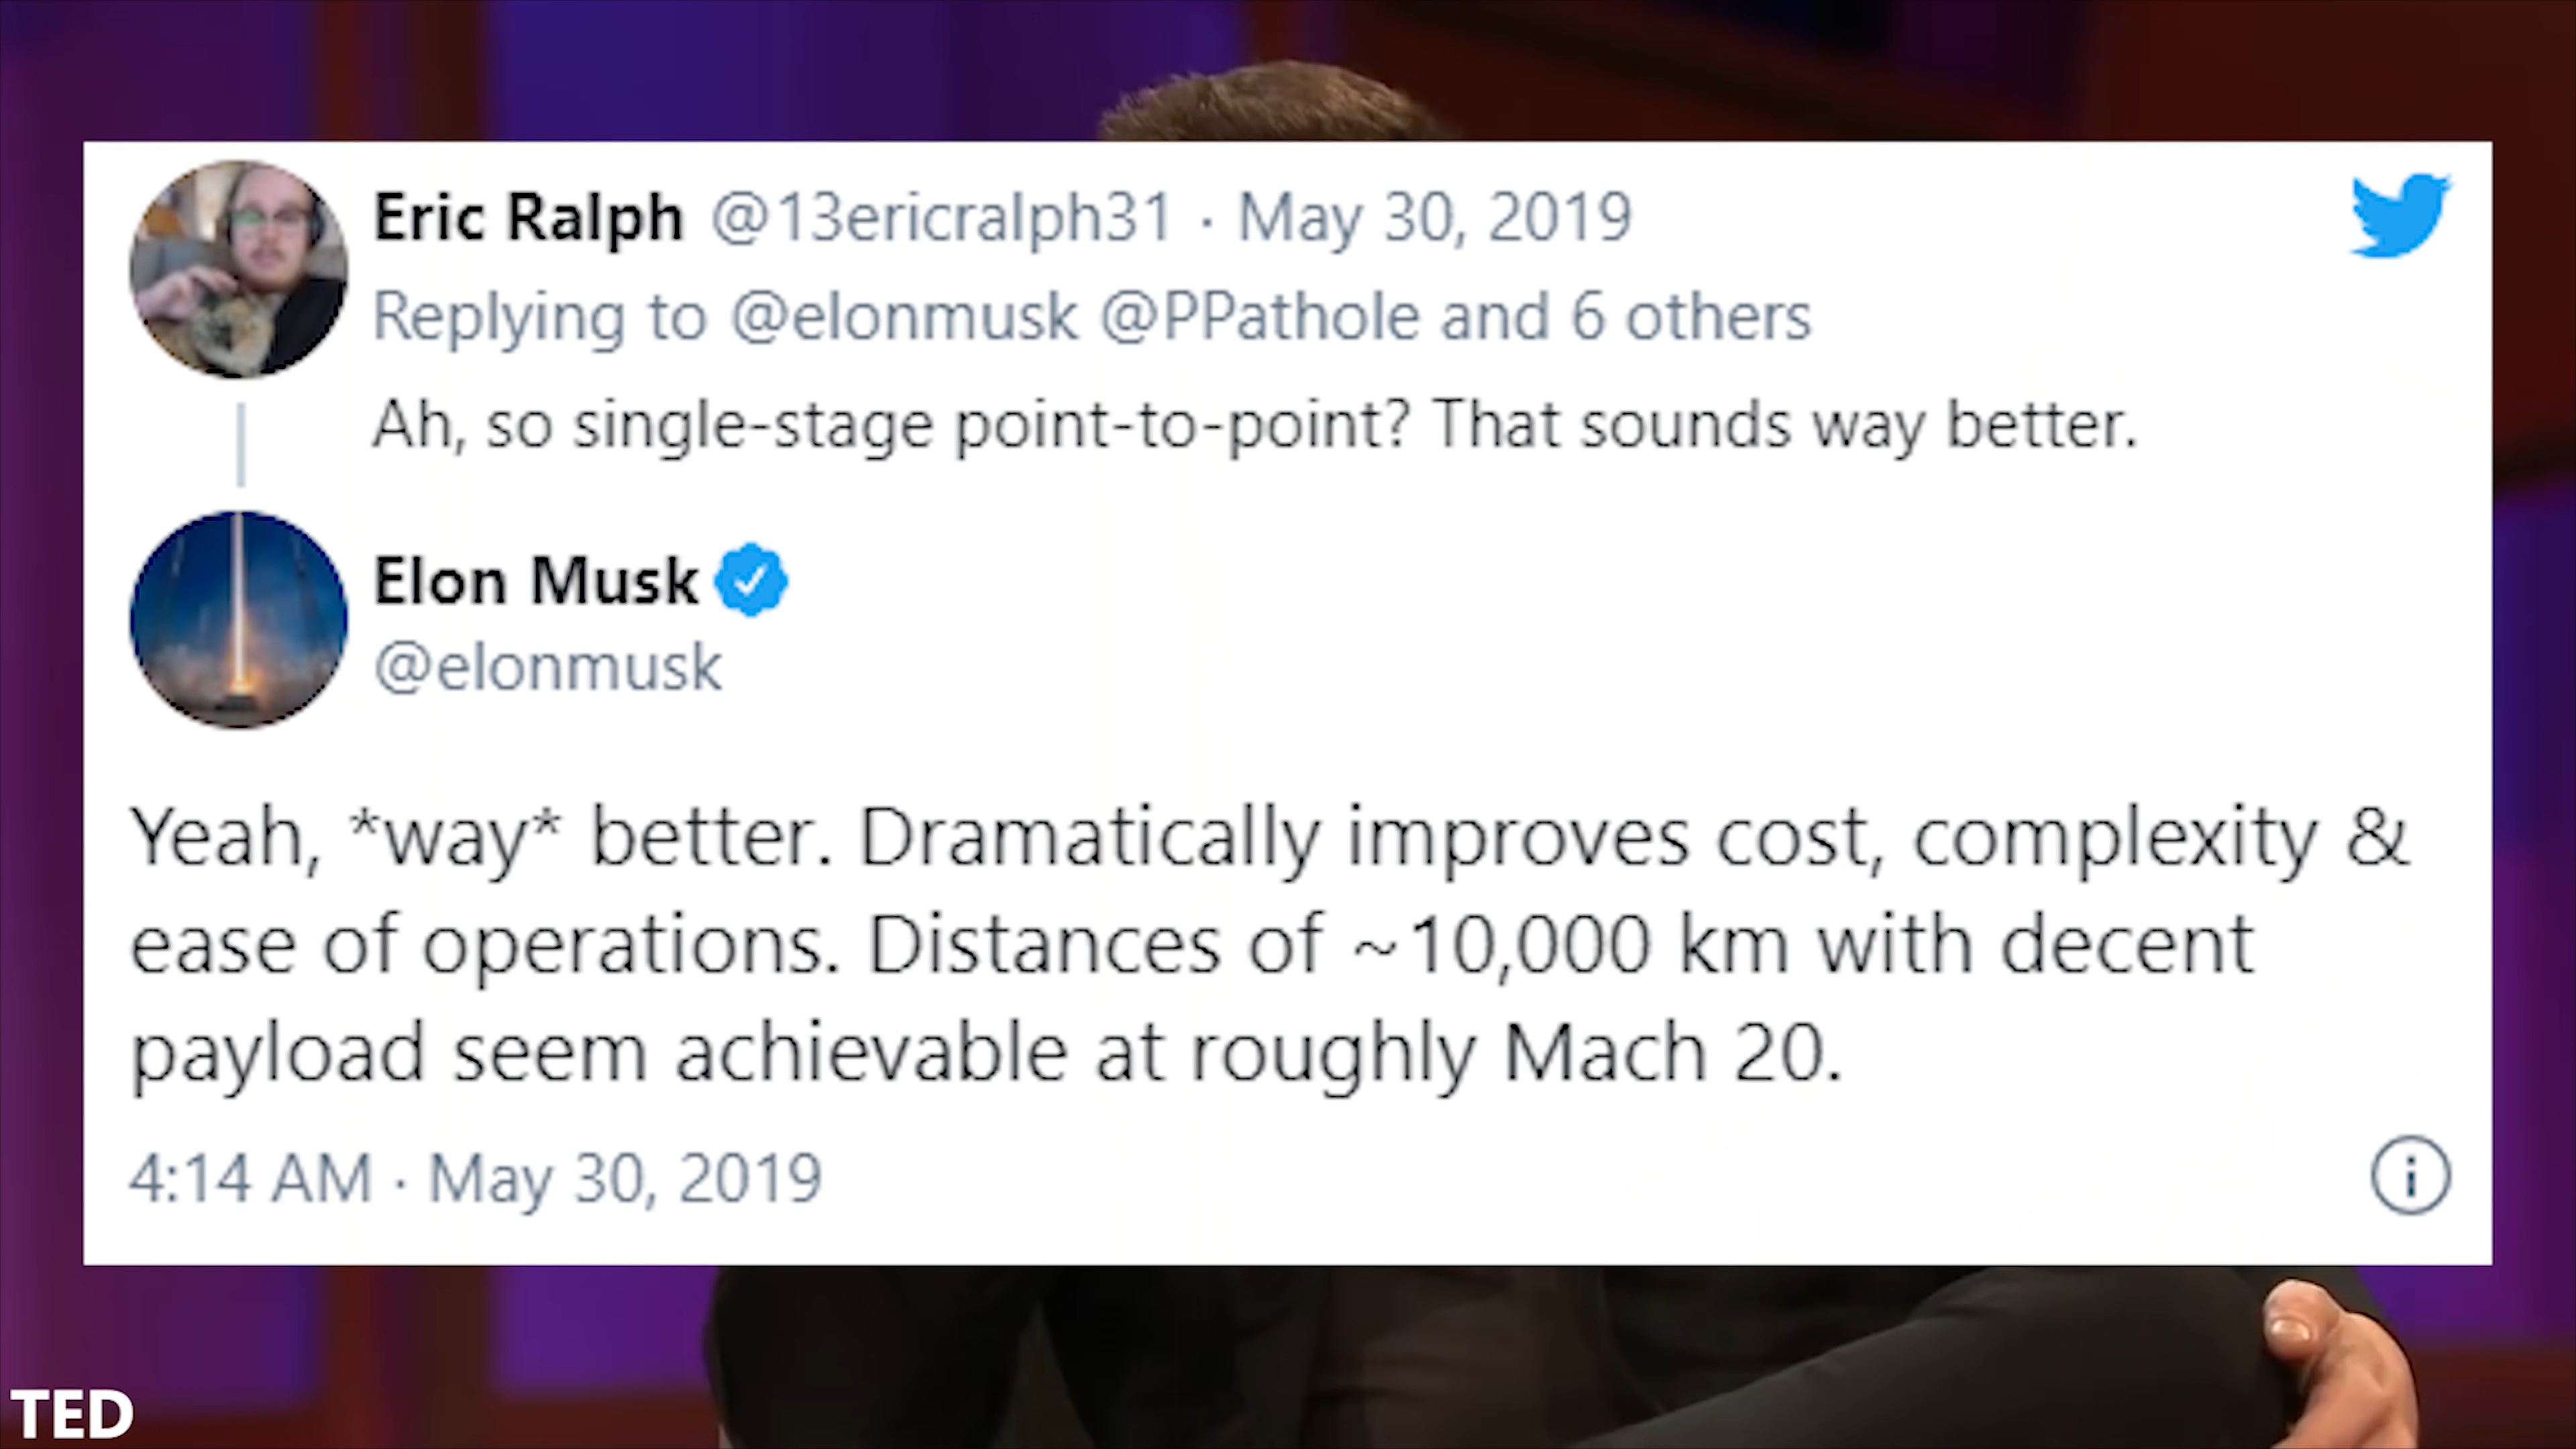 Eric Ralph @13ericralph31 · May 30, 2019
Replying to @elonmusk @PPathole and 6 others
Ah, so single-stage point-to-point? That sounds way better.
Elon Musk
@elonmusk
Yeah, *way* better. Dramatically improves cost, complexity &
ease of operations. Distances of ~10,000 km with decent
payload seem achievable at roughly Mach 20.
4:14 AM · May 30, 2019
TED